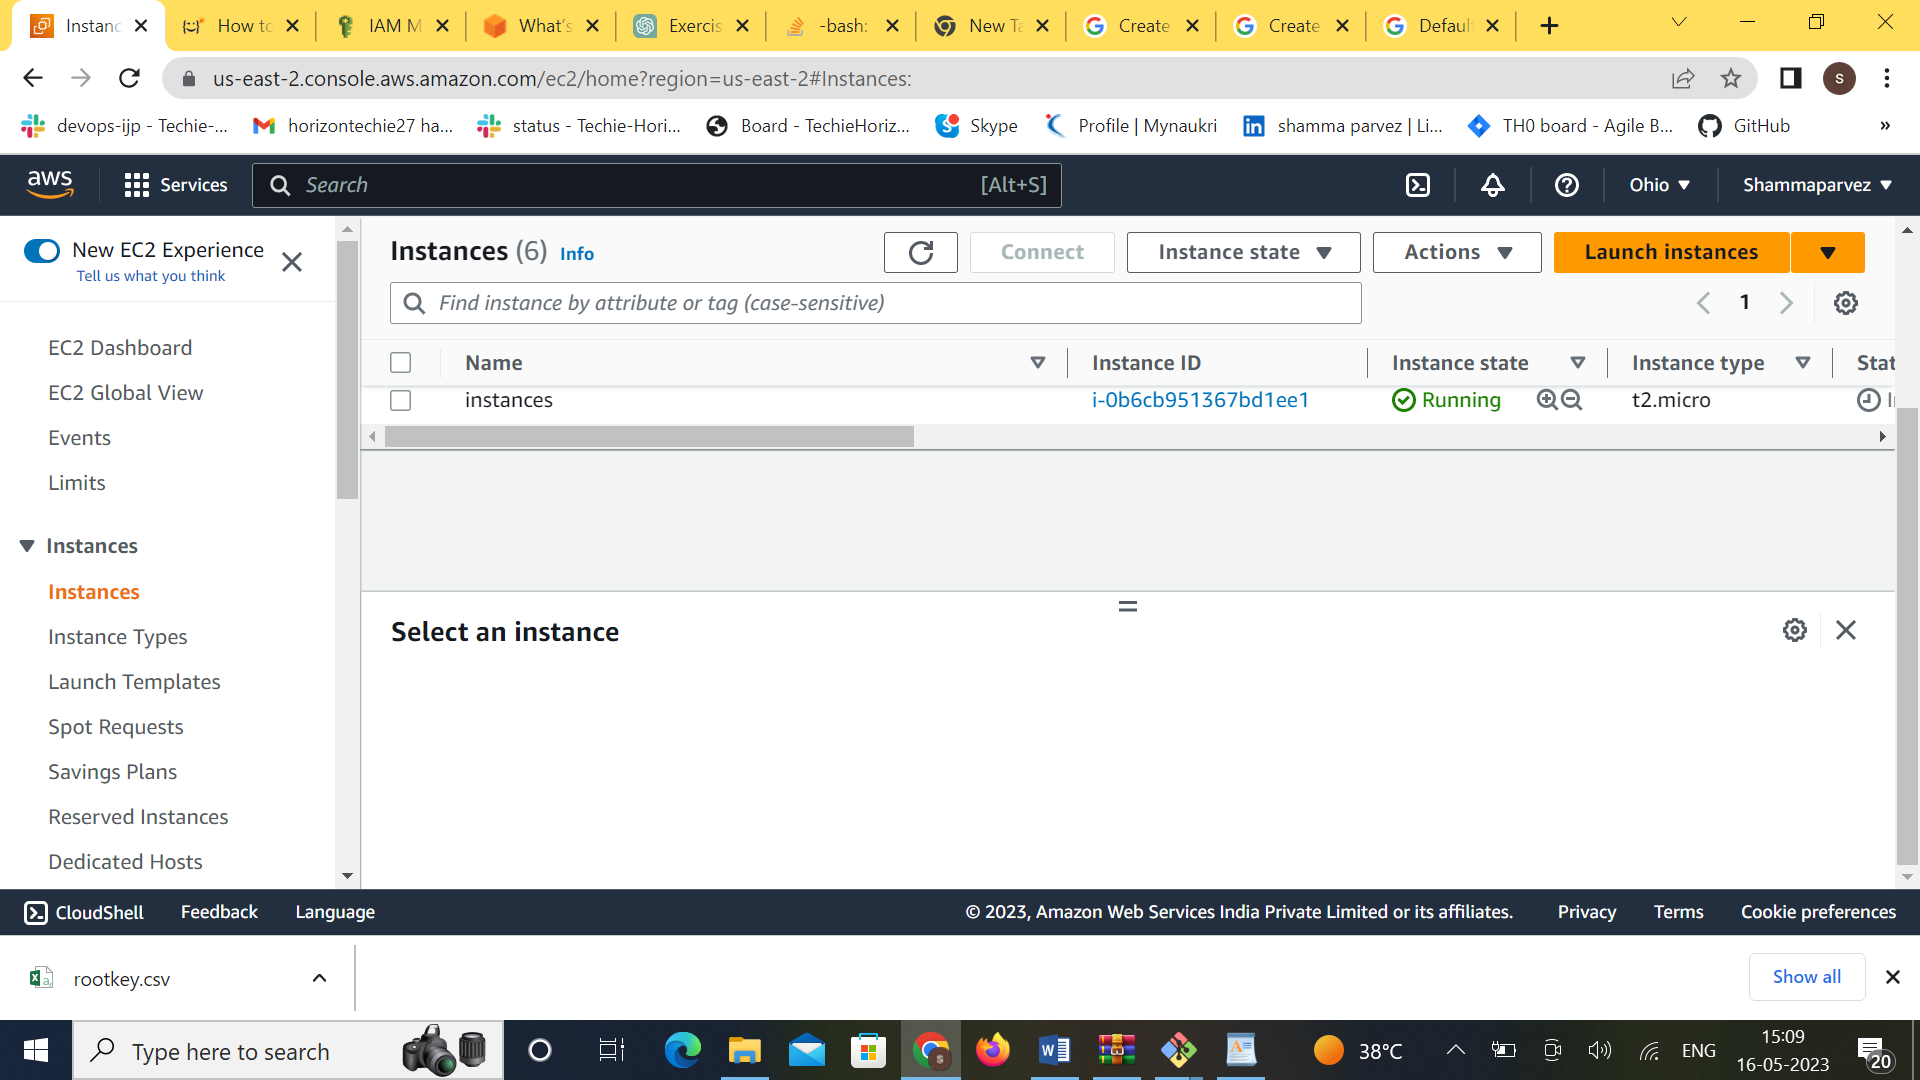 Instanc
How to
IAM M
What's
Exercis
-bash:
New Ta
Create
Create
Defaul
us-east-2.console.aws.amazon.com/ec2/home?region=us-east-2#Instances:
S
devops-ijp - Techie-...
horizontechie27 ha...
status - Techie-Hori...
Board - TechieHoriz...
Skype
Profile | Mynaukri
shamma parvez | Li...
TH0 board - Agile B...
GitHub
»
aws
Services
Search
[Alt+S]
Ohio
Shammaparvez
New EC2 Experience
Tell us what you think
EC2 Dashboard
EC2 Global View
Events
Limits
Instances
Instances
Instance Types
Launch Templates
Spot Requests
Savings Plans
Reserved Instances
Dedicated Hosts
Instances (6) Info
Connect
Instance state
Actions
Launch instances
Find instance by attribute or tag (case-sensitive)
1
Name
Instance ID
Instance state
Instance type
Stat
instances
i-0b6cb951367bd1ee1
Running
t2.micro
Select an instance
CloudShell
Feedback
Language
© 2023, Amazon Web Services India Private Limited or its affiliates.
Privacy
Terms
Cookie preferences
rootkey.csv
Show all
Type here to search
38°C
ENG
15:09
16-05-2023
20